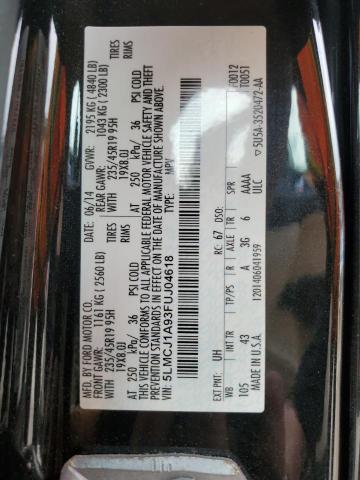 MFD. BY FORD MOTOR CO.
DATE: 06/14 GVWR: 2195 KG ( 4840 LB)
FRONT GAWR: 1161 KG ( 2560 LB) REAR GAWR: 1043 KG ( 2300 LB)
235/45R19 95H TIRES 235/45R19 95H TIRES
19X8.0J RIMS 19X8.0J RIMS
AT 250 kPa/ 36 PSI COLD AT 250 kPa/ 36 PSI COLD
THIS VEHICLE CONFORMS TO ALL APPLICABLE FEDERAL MOTOR VEHICLE SAFETY AND THEFT
PREVENTION STANDARDS IN EFFECT ON THE DATE OF MANUFACTURE SHOWN ABOVE.
VIN: 5LMCJ1A93FUJ04618
TYPE: MPV
F0012
T0051
EXT PNT: UH RC: 67 DSO:
WB INT TR TP/PS R AXLE TR SPR
105 43 A 3G 6 AAAA
MADE IN U.S.A. ULC
1201406041959
5U5A-3520472-AA